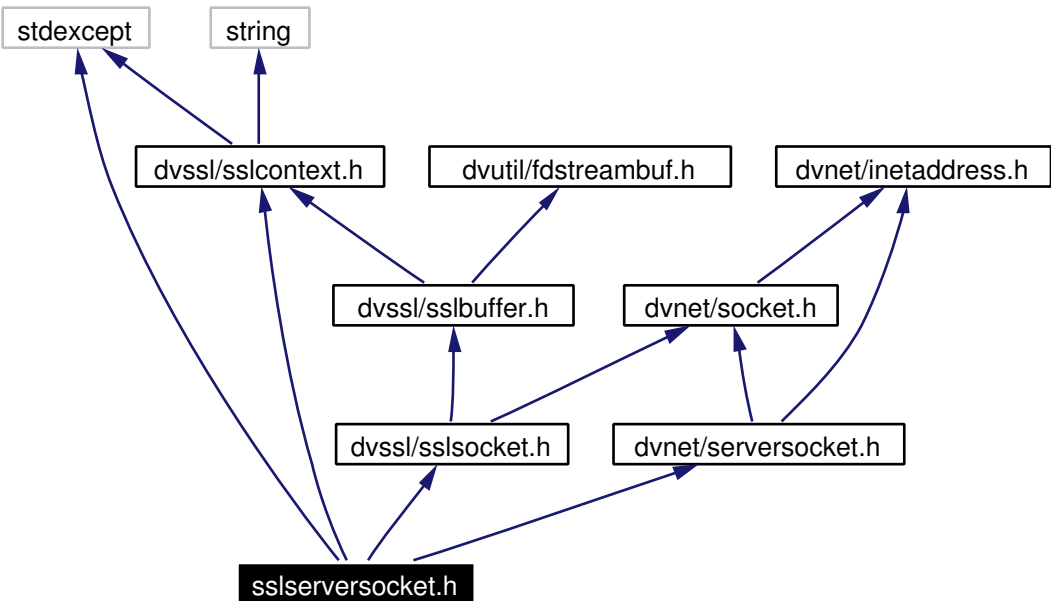 stdexcept
string
dvssl/sslcontext.h
dvutil/fdstreambuf.h
dvnet/inetaddress.h
dvssl/sslbuffer.h
dvnet/socket.h
dvssl/sslsocket.h
dvnet/serversocket.h
sslserversocket.h